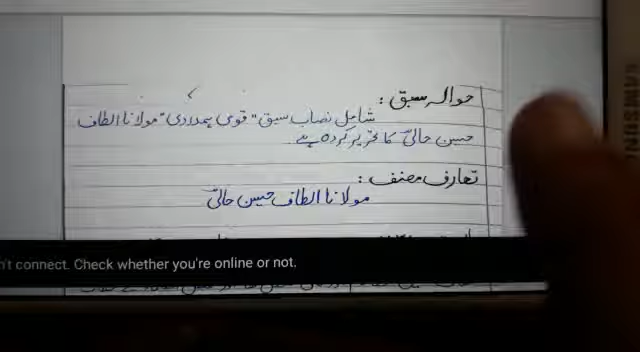 حوالہ سبق :
شامل نصاب سبق "قومی ہمدردی" مولانا الطاف
حسین حالیؔ کا تحریر کردہ ہے
تعارف مصنف :
مولانا الطاف حسین حالیؔ
n't connect. Check whether you're online or not.
SAMSUN